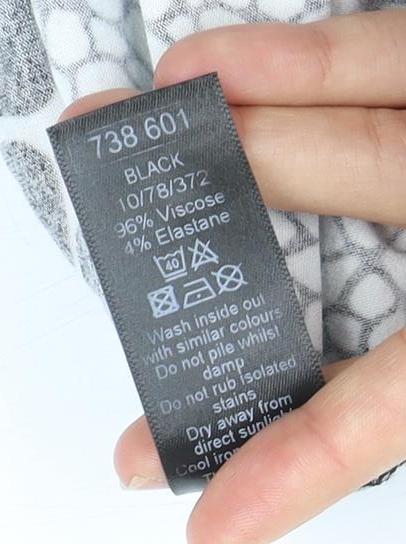 738 601
BLACK
10/78/372
96% Viscose
4% Elastane
40
Wash inside out
with similar colours
Do not pile whilst
damp
Do not rub isolated
stains
Dry away from
direct sunlight
Cool iron